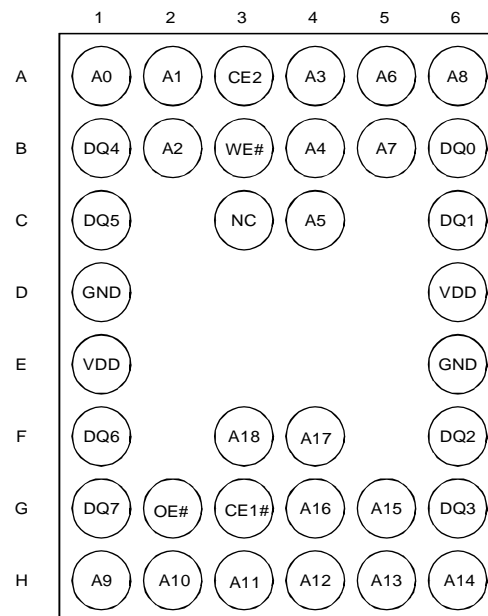 1 2 3 4 5 6
A A0 A1 CE2 A3 A6 A8
B DQ4 A2 WE# A4 A7 DQ0
C DQ5 NC A5 DQ1
D GND VDD
E VDD GND
F DQ6 A18 A17 DQ2
G DQ7 OE# CE1# A16 A15 DQ3
H A9 A10 A11 A12 A13 A14